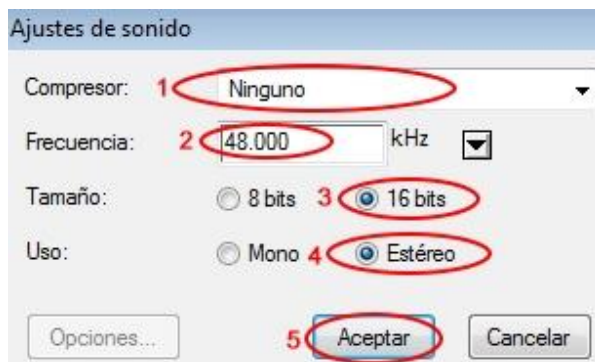 Ajustes de sonido
Compresor: 1 Ninguno
Frecuencia: 2 48.000 kHz
Tamaño: 8 bits 3 16 bits
Uso: Mono 4 Estéreo
Opciones... 5 Aceptar Cancelar